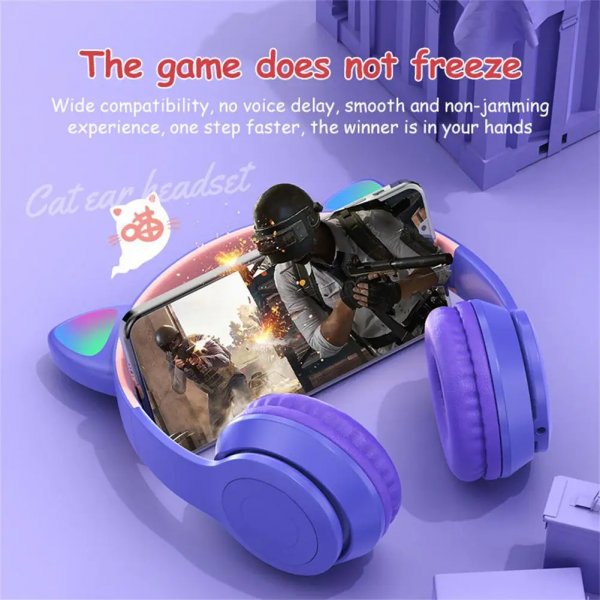 The game does not freeze
Wide compatibility, no voice delay, smooth and non-jamming
experience, one step faster, the winner is in your hands
Cat ear headset